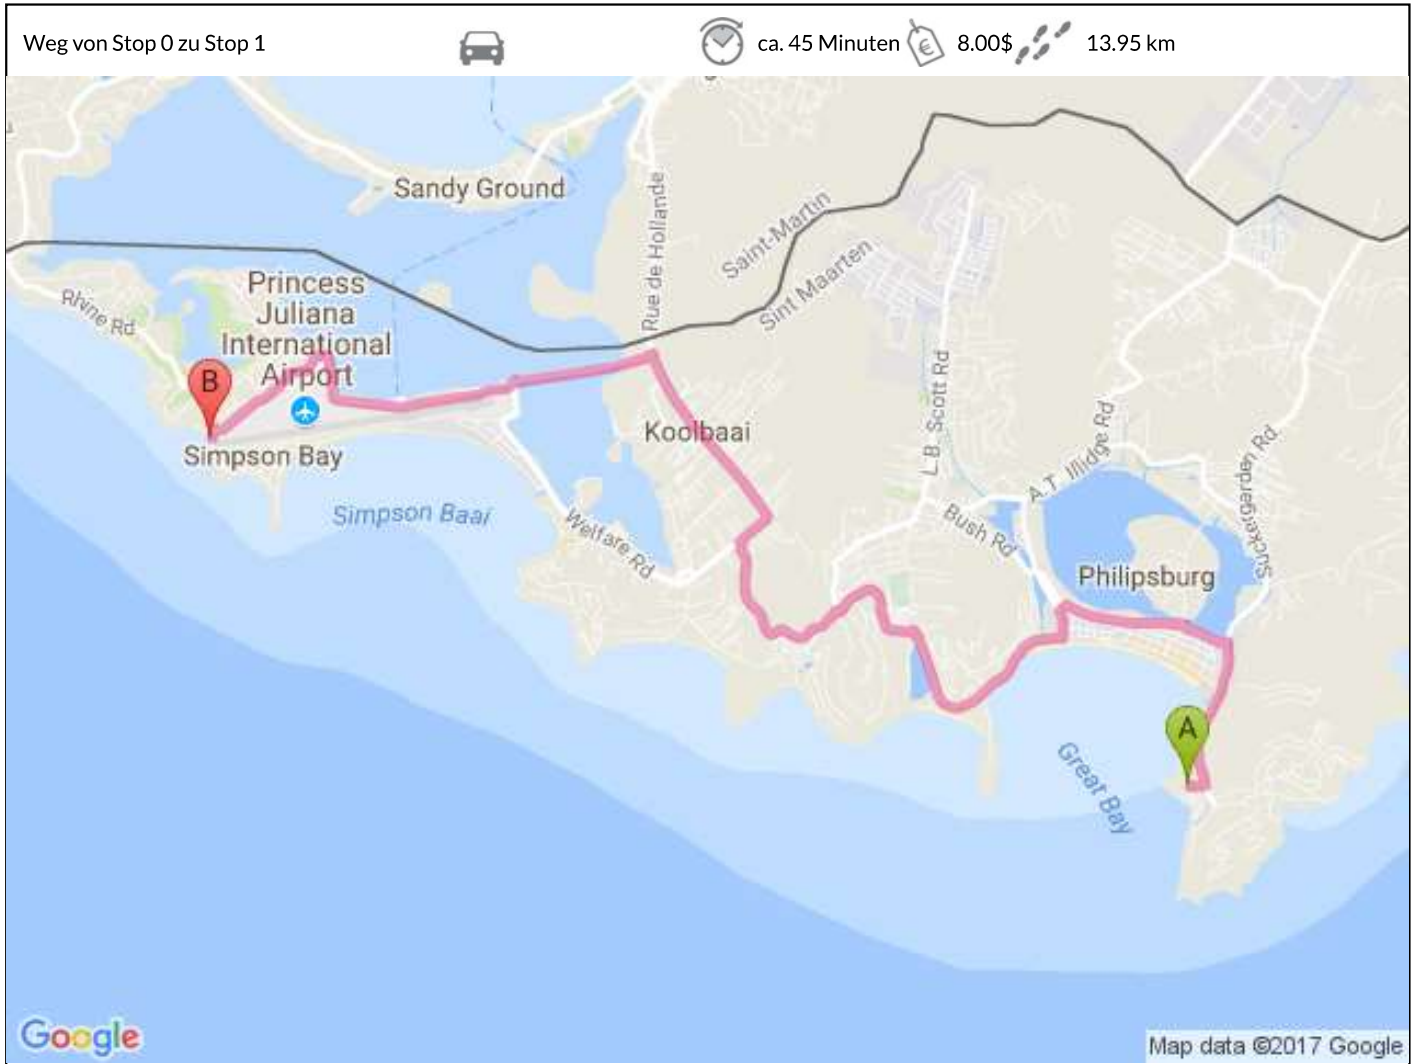 Weg von Stop 0 zu Stop 1
ca. 45 Minuten
€
8.00$
13.95 km
Sandy Ground
Rue de Hollande
Saint-Martin
Sint Maarten
Princess
Juliana
International
Airport
Rhine Rd
B
Simpson Bay
Koolbaai
L.B. Scott Rd
A.T. Illidge Rd
Suckergarden Rd
Simpson Baai
Welfare Rd
Bush Rd
Philipsburg
A
Great Bay
Google
Map data ©2017 Google